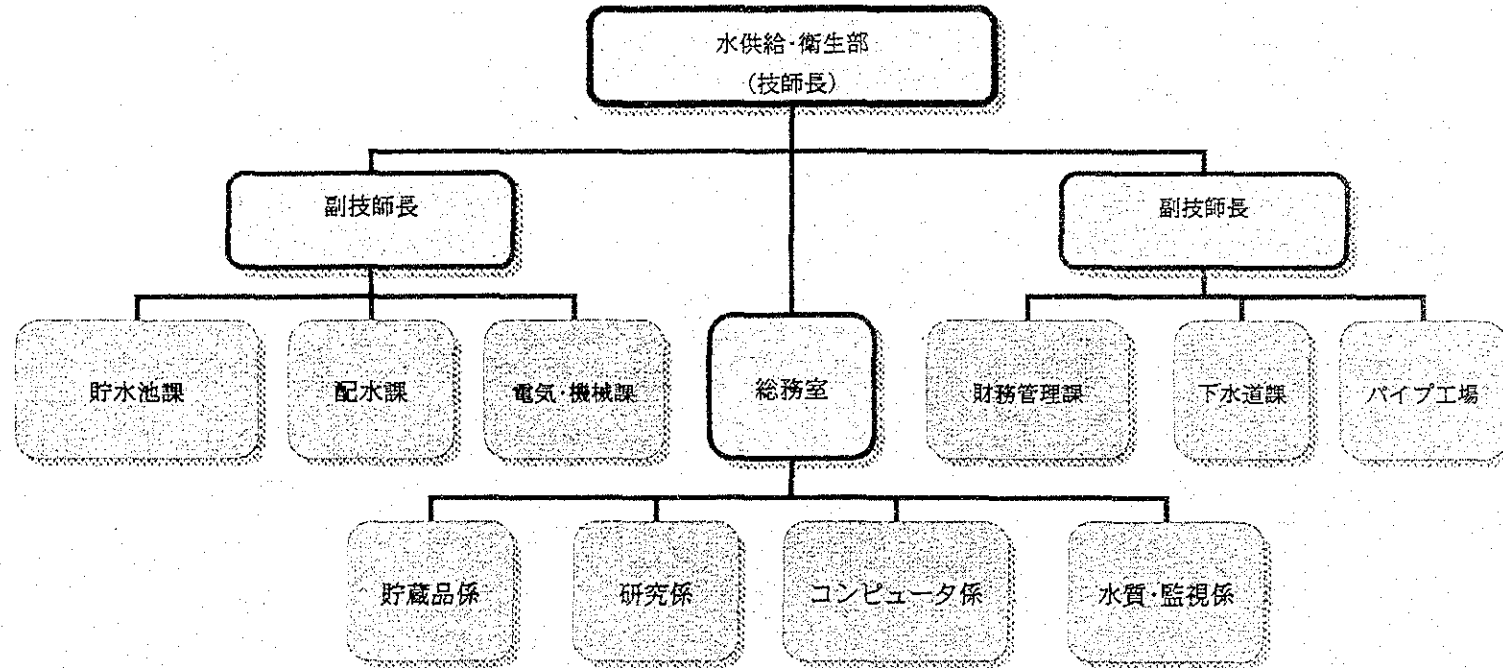 水供給・衛生部
(技師長)
副技師長
副技師長
貯水池課
配水課
電気・機械課
総務室
財務管理課
下水道課
パイプ工場
貯蔵品係
研究係
コンピュータ係
水質・監視係